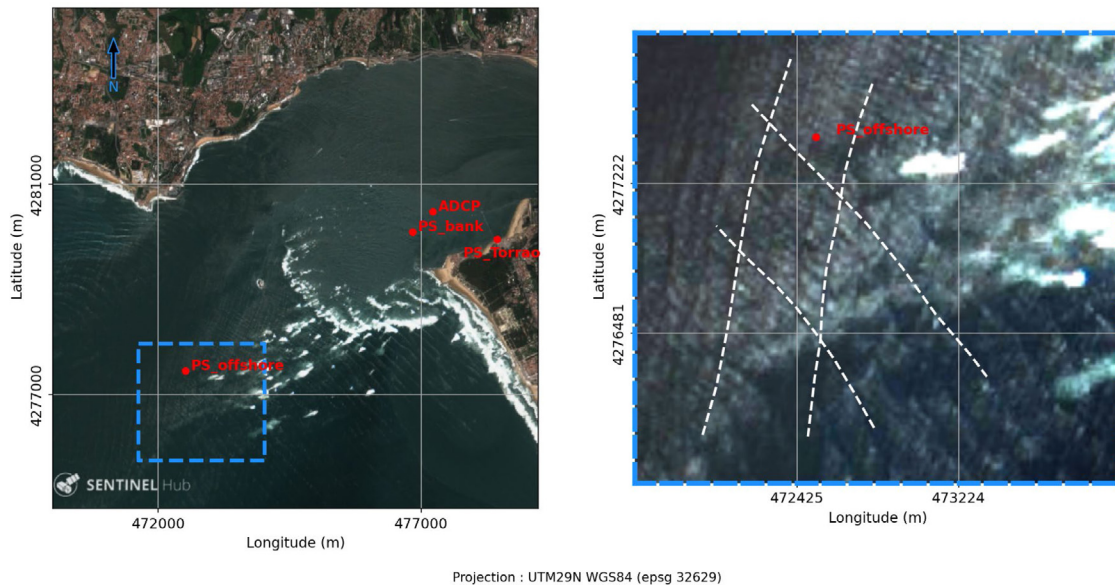 N
4281000
4277000
Latitude (m)
ADCP
PS_bank
PS_forrao
PS_offshore
SENTINEL Hub
472000
477000
Longitude (m)
PS_offshore
4277222
4276481
Latitude (m)
472425
473224
Longitude (m)
Projection : UTM29N WGS84 (epsg 32629)